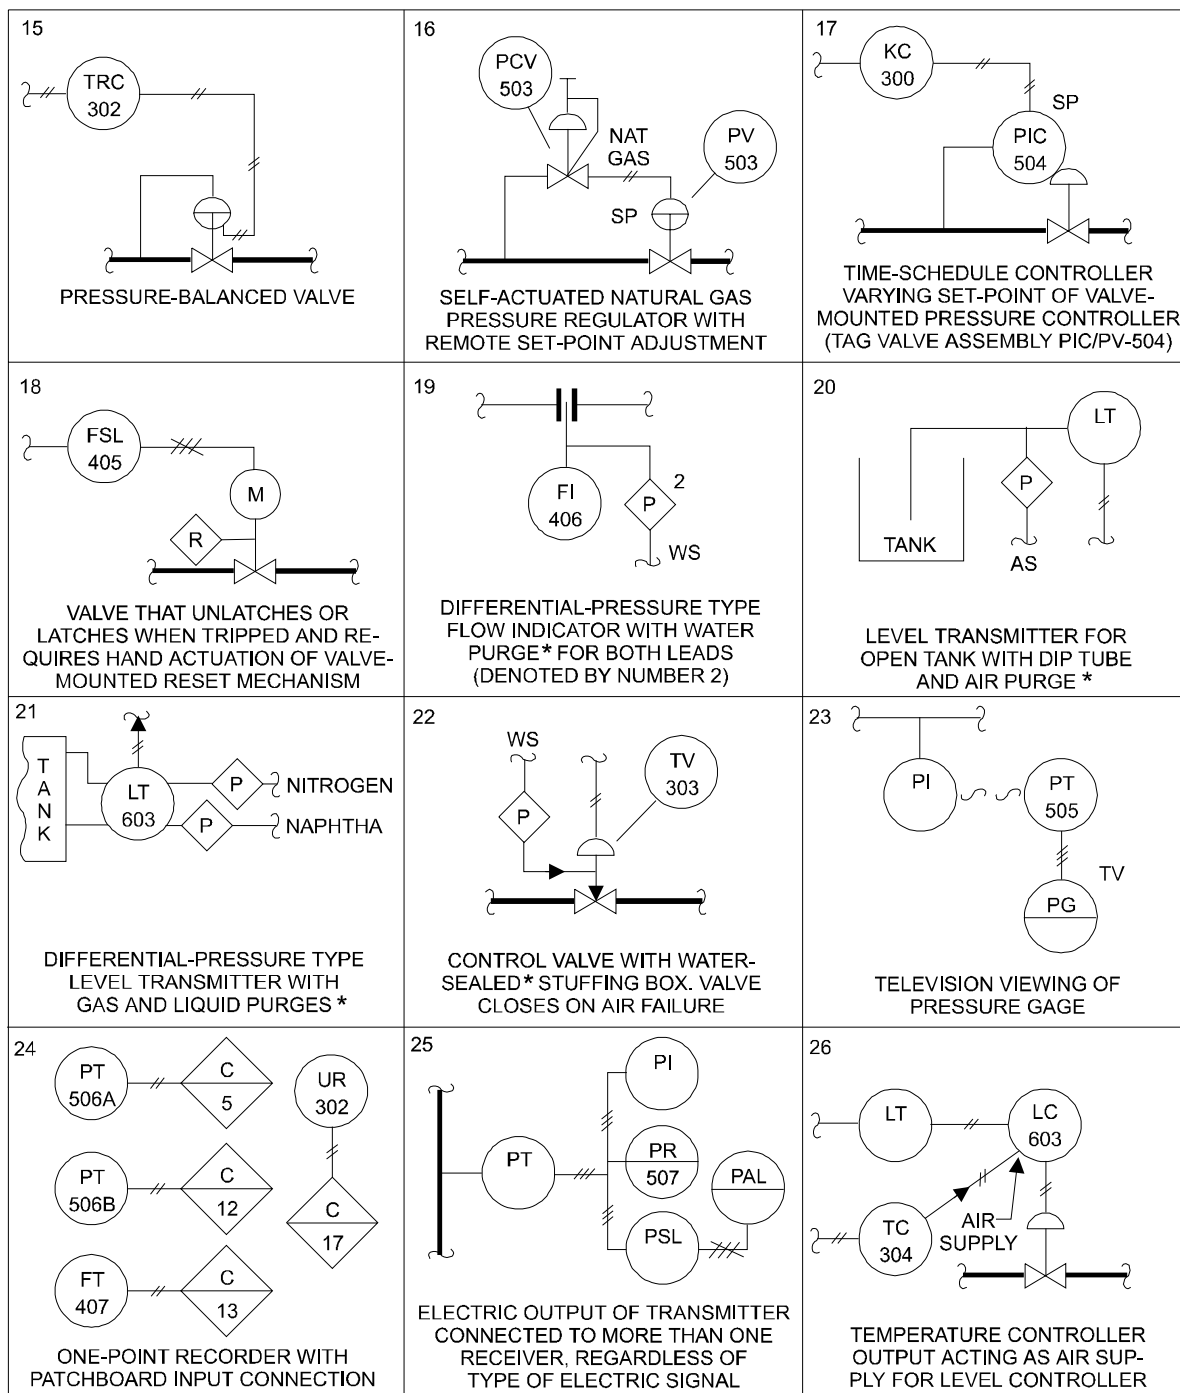 15
TRC
302
PRESSURE-BALANCED VALVE
16
PCV
503
NAT
GAS
PV
503
SP
SELF-ACTUATED NATURAL GAS
PRESSURE REGULATOR WITH
REMOTE SET-POINT ADJUSTMENT
17
KC
300
SP
PIC
504
TIME-SCHEDULE CONTROLLER
VARYING SET-POINT OF VALVE-
MOUNTED PRESSURE CONTROLLER
(TAG VALVE ASSEMBLY PIC/PV-504)
18
FSL
405
M
R
VALVE THAT UNLATCHES OR
LATCHES WHEN TRIPPED AND RE-
QUIRES HAND ACTUATION OF VALVE-
MOUNTED RESET MECHANISM
19
FI
406
2
P
WS
DIFFERENTIAL-PRESSURE TYPE
FLOW INDICATOR WITH WATER
PURGE* FOR BOTH LEADS
(DENOTED BY NUMBER 2)
20
LT
P
TANK
AS
LEVEL TRANSMITTER FOR
OPEN TANK WITH DIP TUBE
AND AIR PURGE *
21
TANK
LT
603
P
NITROGEN
P
NAPHTHA
DIFFERENTIAL-PRESSURE TYPE
LEVEL TRANSMITTER WITH
GAS AND LIQUID PURGES *
22
WS
P
TV
303
CONTROL VALVE WITH WATER-
SEALED* STUFFING BOX. VALVE
CLOSES ON AIR FAILURE
23
PI
PT
505
TV
PG
TELEVISION VIEWING OF
PRESSURE GAGE
24
PT
506A
C
5
UR
302
PT
506B
C
12
C
17
FT
407
C
13
ONE-POINT RECORDER WITH
PATCHBOARD INPUT CONNECTION
25
PI
PT
PR
507
PAL
PSL
ELECTRIC OUTPUT OF TRANSMITTER
CONNECTED TO MORE THAN ONE
RECEIVER, REGARDLESS OF
TYPE OF ELECTRIC SIGNAL
26
LT
LC
603
TC
304
AIR
SUPPLY
TEMPERATURE CONTROLLER
OUTPUT ACTING AS AIR SUP-
PLY FOR LEVEL CONTROLLER